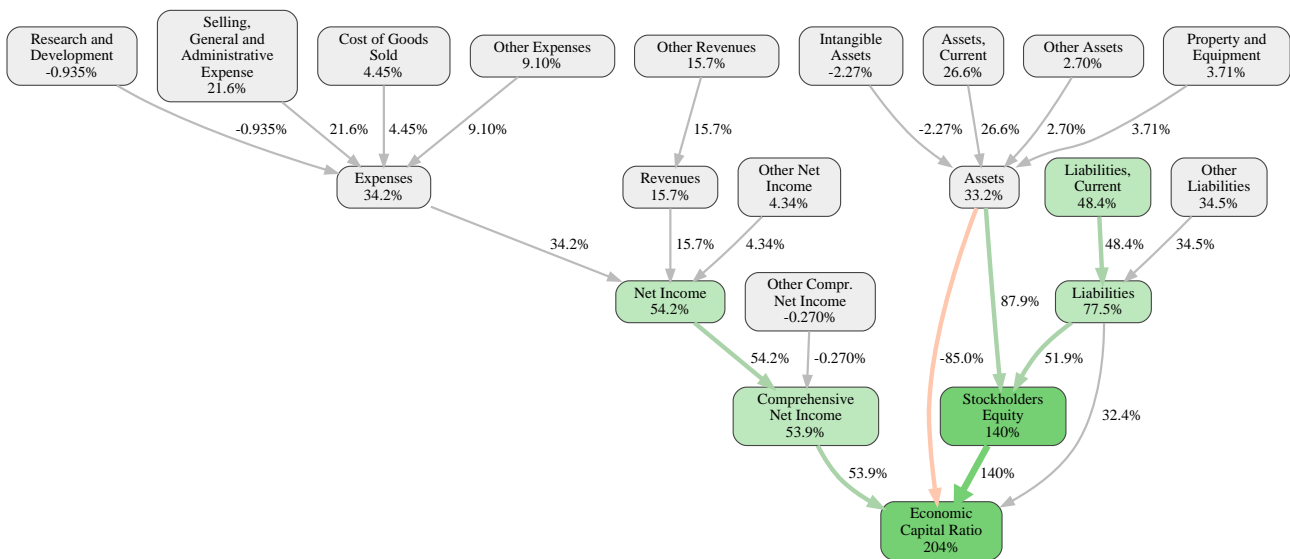 Research and
Development
-0.935%
Selling,
General and
Administrative
Expense
21.6%
Cost of Goods
Sold
4.45%
Other Expenses
9.10%
Other Revenues
15.7%
Intangible
Assets
-2.27%
Assets,
Current
26.6%
Other Assets
2.70%
Property and
Equipment
3.71%
-0.935%
21.6%
4.45%
9.10%
15.7%
-2.27%
26.6%
2.70%
3.71%
Expenses
34.2%
Revenues
15.7%
Other Net
Income
4.34%
Assets
33.2%
Liabilities,
Current
48.4%
Other
Liabilities
34.5%
34.2%
15.7%
4.34%
48.4%
34.5%
Net Income
54.2%
Other Compr.
Net Income
-0.270%
87.9%
Liabilities
77.5%
54.2%
-0.270%
-85.0%
51.9%
Comprehensive
Net Income
53.9%
Stockholders
Equity
140%
32.4%
53.9%
140%
Economic
Capital Ratio
204%